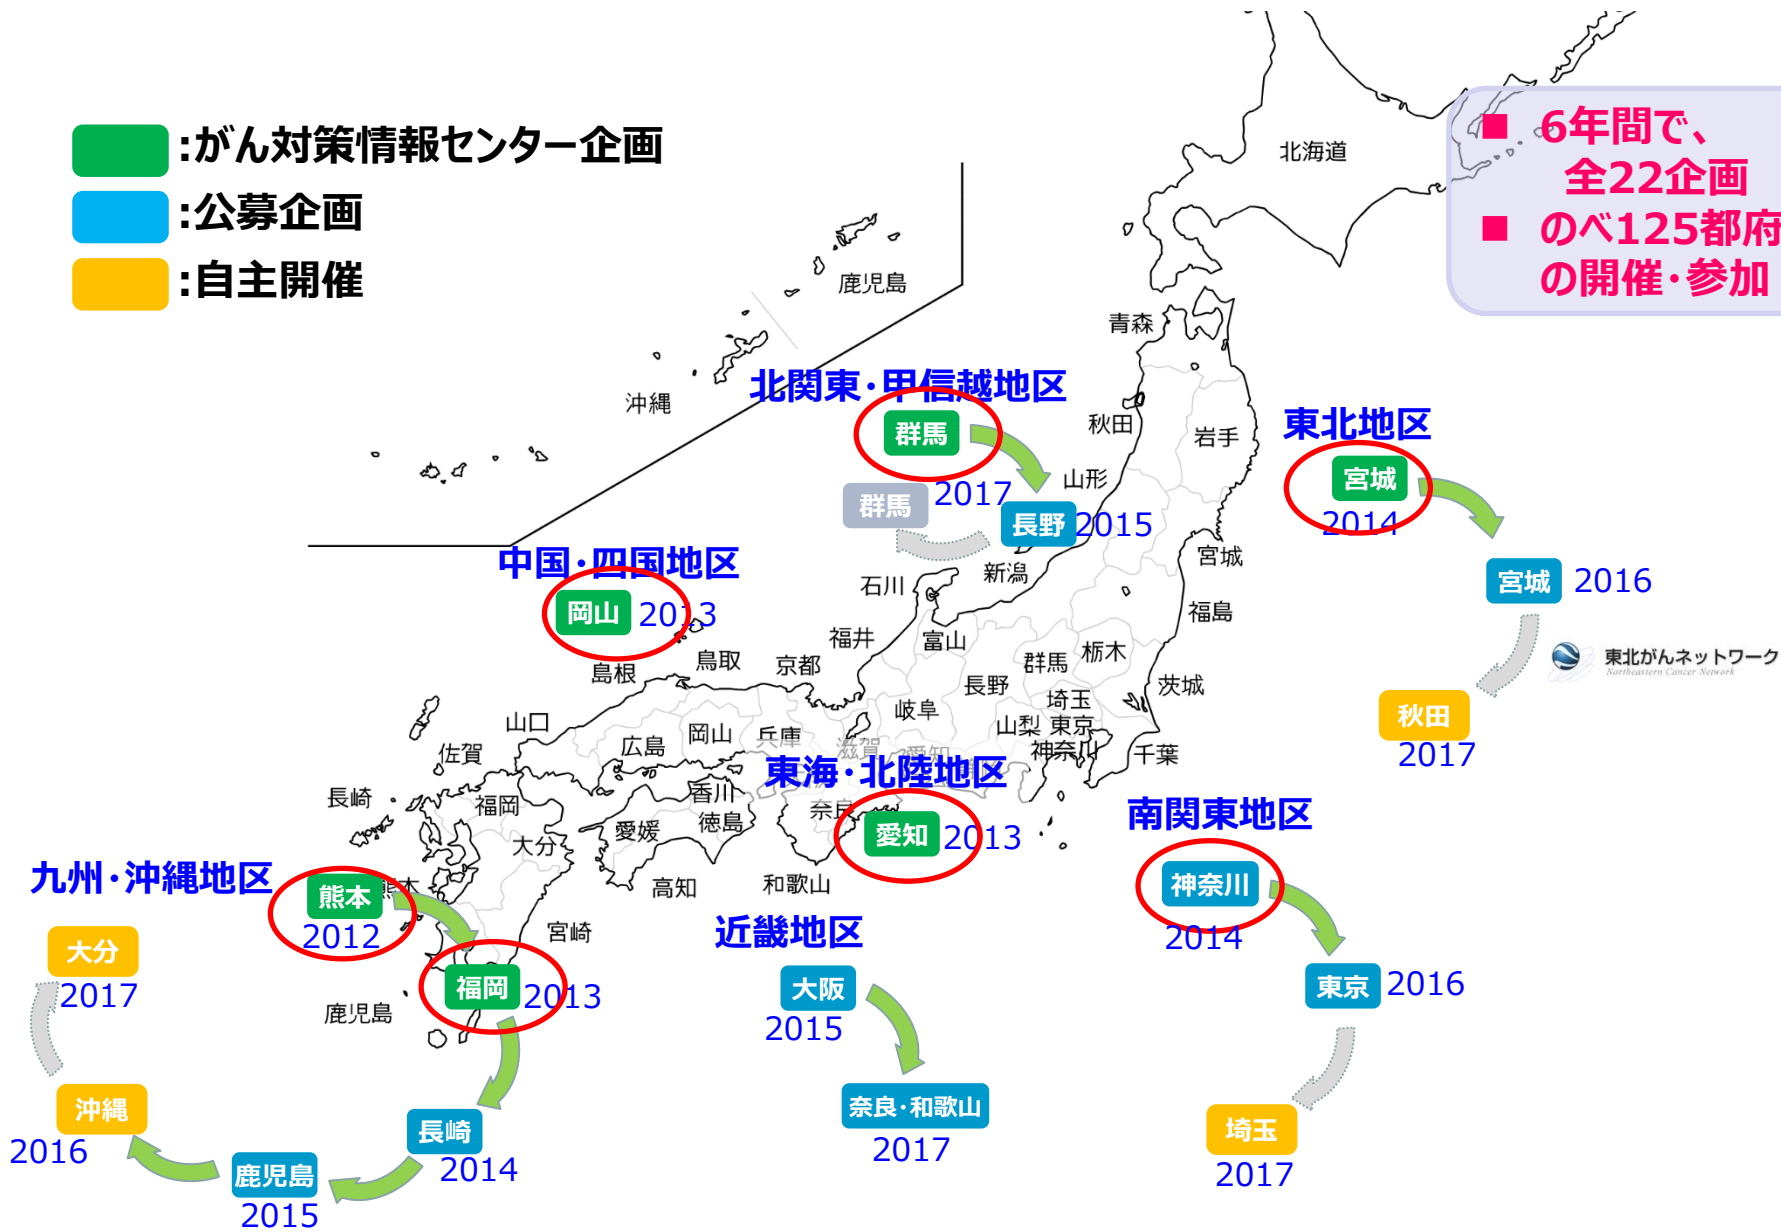 :がん対策情報センター企画
:公募企画
:自主開催
■ 6年間で、
全22企画
■ のべ125都府
の開催・参加
北海道
鹿児島
沖縄
青森
秋田
岩手
山形
宮城
新潟
福島
石川
福井
富山
群馬
栃木
茨城
長野
埼玉
岐阜
山梨
東京
神奈川
千葉
島根
鳥取
京都
山口
広島
岡山
兵庫
滋賀
愛知
佐賀
長崎
福岡
大分
香川
徳島
愛媛
高知
奈良
和歌山
熊本
宮崎
鹿児島
北関東・甲信越地区
群馬
2017
群馬
長野
2015
東北地区
宮城
2014
宮城
2016
東北がんネットワーク
Northeastern Cancer Network
秋田
2017
中国・四国地区
岡山
2013
東海・北陸地区
愛知
2013
南関東地区
神奈川
2014
東京
2016
埼玉
2017
近畿地区
大阪
2015
奈良・和歌山
2017
九州・沖縄地区
熊本
2012
福岡
2013
長崎
2014
鹿児島
2015
沖縄
2016
大分
2017